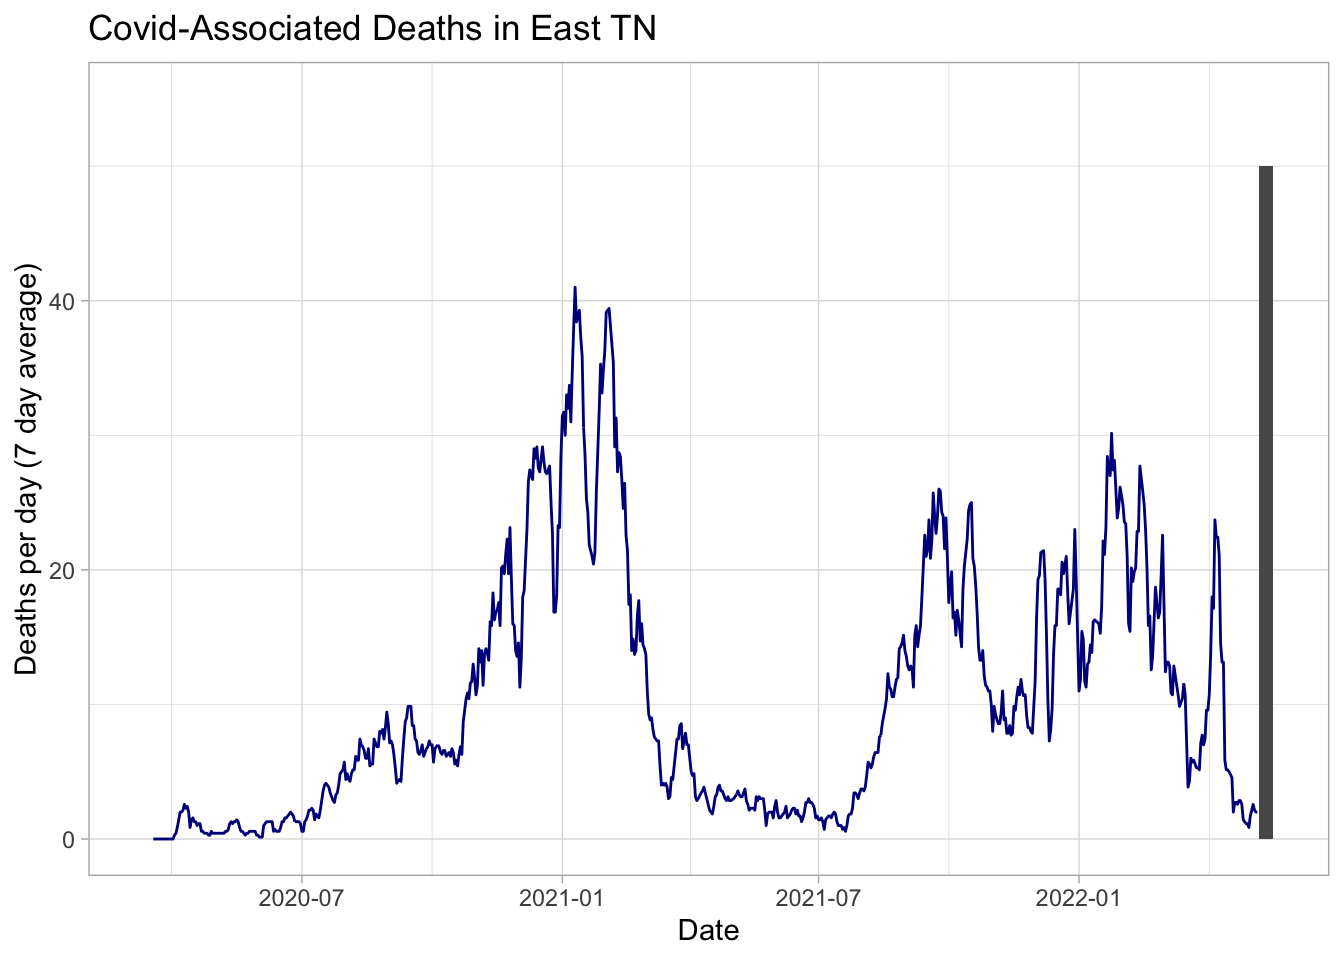 Covid-Associated Deaths in East TN
Deaths per day (7 day average)
40
20
0
2020-07
2021-01
2021-07
2022-01
Date